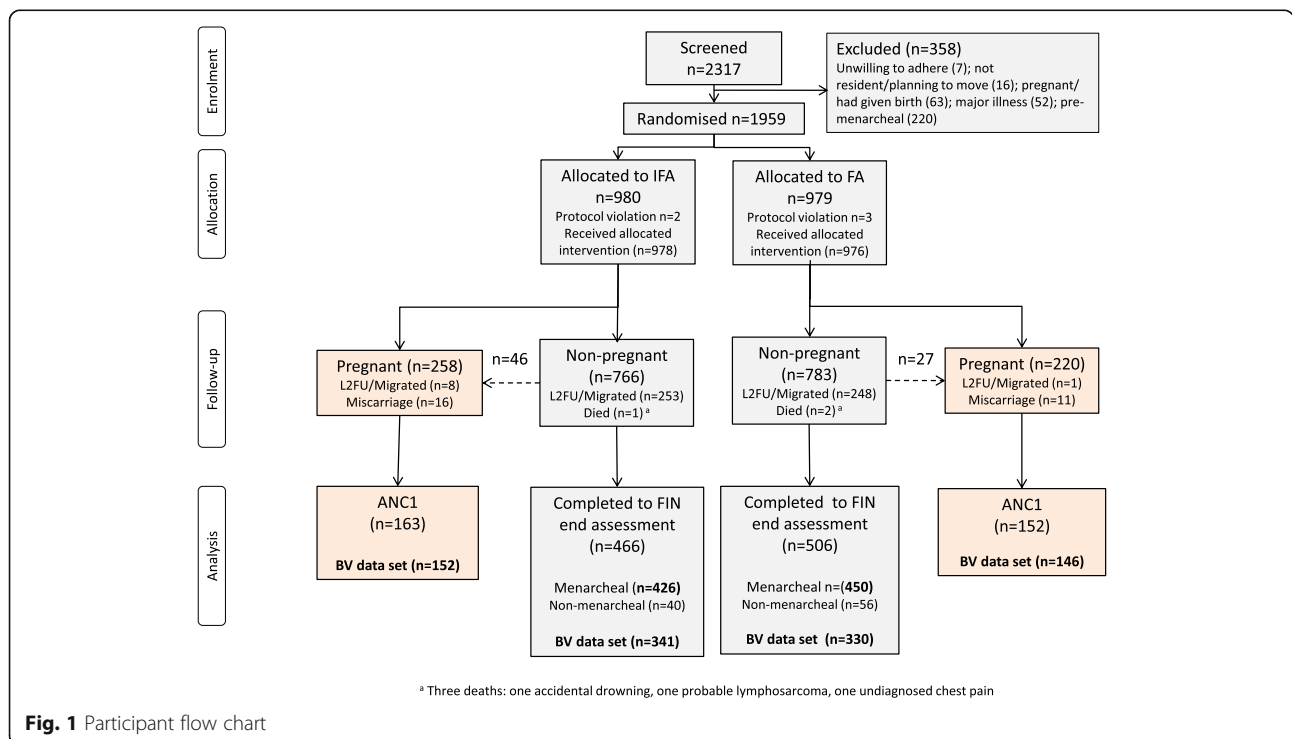 Enrolment
Screened
n=2317
Excluded (n=358)
Unwilling to adhere (7); not
resident/planning to move (16); pregnant/
had given birth (63); major illness (52); pre-
menarcheal (220)
Randomised n=1959
Allocation
Allocated to IFA
n=980
Protocol violation n=2
Received allocated
intervention (n=978)
Allocated to FA
n=979
Protocol violation n=3
Received allocated
intervention (n=976)
Follow-up
Pregnant (n=258)
L2FU/Migrated (n=8)
Miscarriage (n=16)
n=46
Non-pregnant
(n=766)
L2FU/Migrated (n=253)
Died (n=1) a
Non-pregnant
(n=783)
L2FU/Migrated (n=248)
Died (n=2) a
n=27
Pregnant (n=220)
L2FU/Migrated (n=1)
Miscarriage (n=11)
Analysis
ANC1
(n=163)
BV data set (n=152)
Completed to FIN
end assessment
(n=466)
Menarcheal (n=426)
Non-menarcheal (n=40)
BV data set (n=341)
Completed to FIN
end assessment
(n=506)
Menarcheal n=(450)
Non-menarcheal (n=56)
BV data set (n=330)
ANC1
(n=152)
BV data set (n=146)
a Three deaths: one accidental drowning, one probable lymphosarcoma, one undiagnosed chest pain
Fig. 1 Participant flow chart